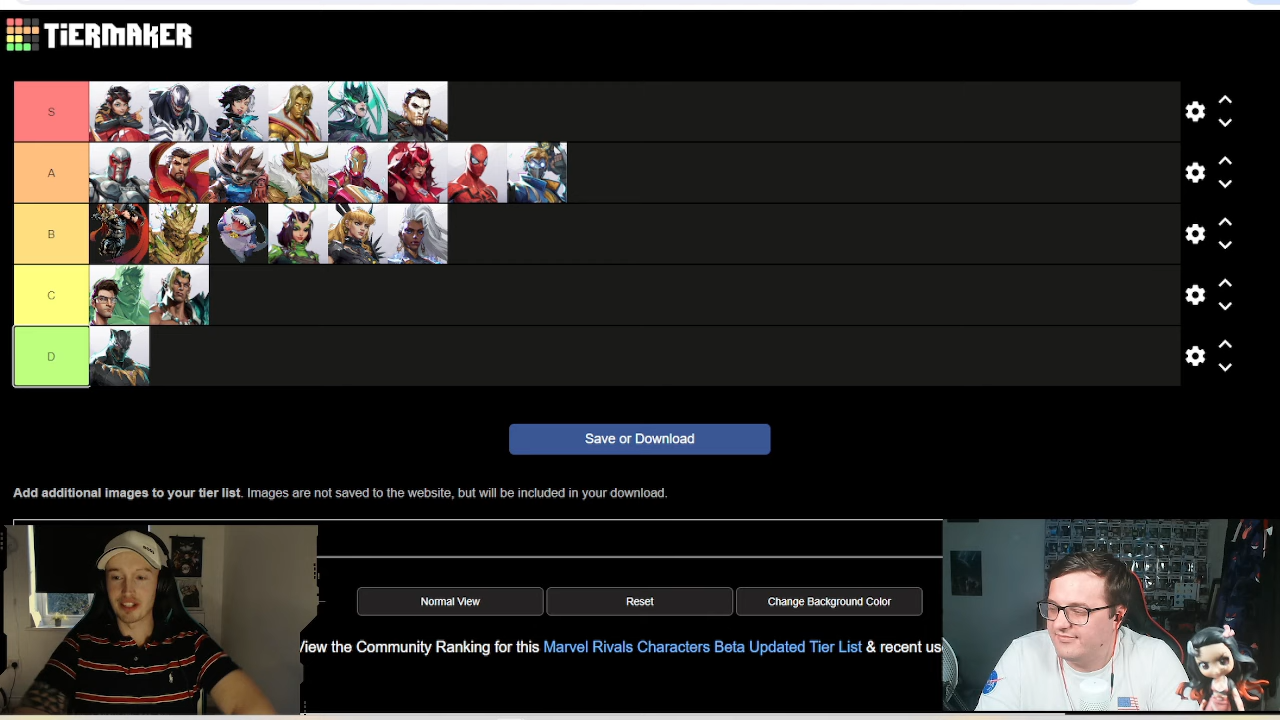 TIERMAKER
S
A
B
C
D
Save or Download
Add additional images to your tier list. Images are not saved to the website, but will be included in your download.
Normal View
Reset
Change Background Color
View the Community Ranking for this Marvel Rivals Characters Beta Updated Tier List & recent us